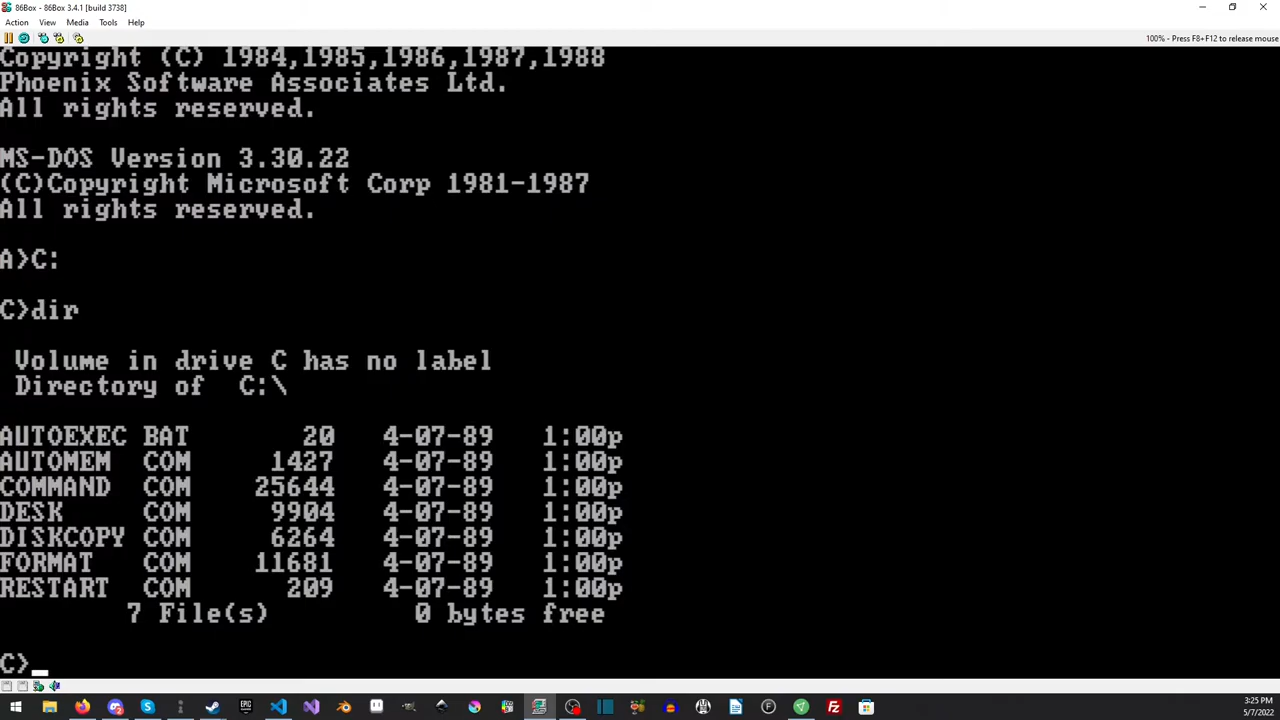 86Box - 86Box 3.4.1 [build 3738]
Action View Media Tools Help
100% - Press F8+F12 to release mouse
Copyright (C) 1984,1985,1986,1987,1988
Phoenix Software Associates Ltd.
All rights reserved.
MS-DOS Version 3.30.22
(C)Copyright Microsoft Corp 1981-1987
All rights reserved.
A>C:
C>dir
Volume in drive C has no label
Directory of C:\
AUTOEXEC BAT 20 4-07-89 1:00p
AUTOMEM COM 1427 4-07-89 1:00p
COMMAND COM 25644 4-07-89 1:00p
DESK COM 9904 4-07-89 1:00p
DISKCOPY COM 6264 4-07-89 1:00p
FORMAT COM 11681 4-07-89 1:00p
RESTART COM 209 4-07-89 1:00p
7 File(s) 0 bytes free
C>_
3:25 PM
5/7/2022